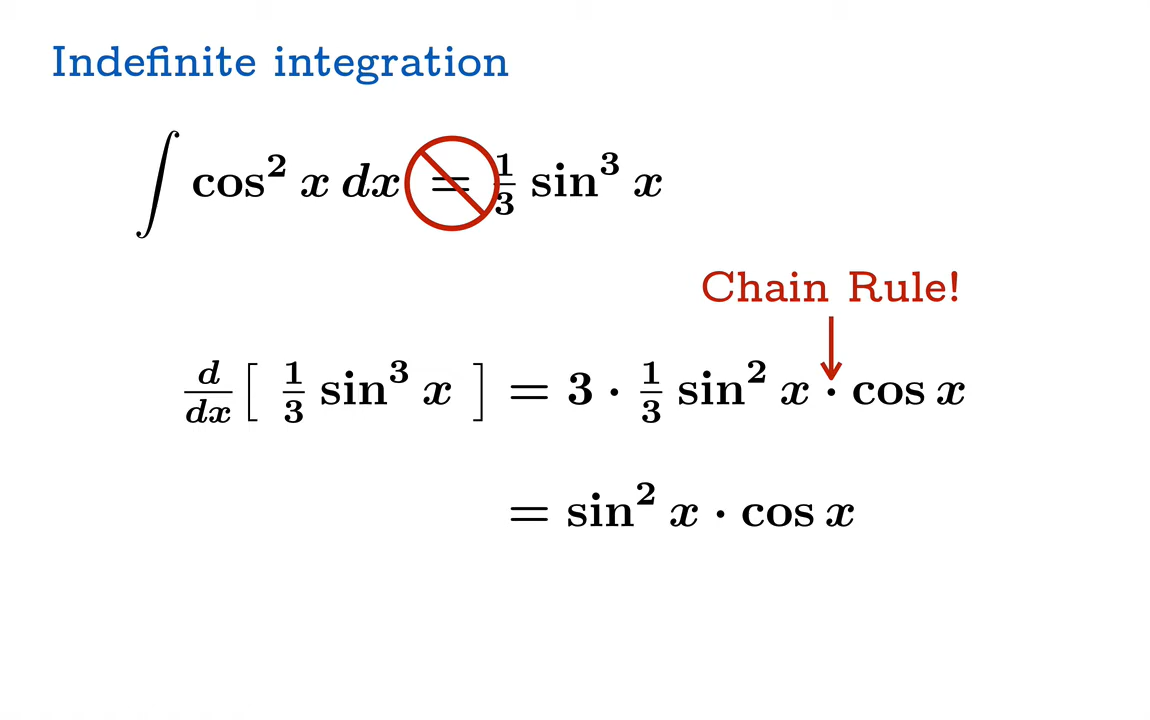 Indefinite integration
∫ cos² x dx = ⅓ sin³ x
Chain Rule!
d/dx [ ⅓ sin³ x ] = 3 · ⅓ sin² x · cos x
= sin² x · cos x